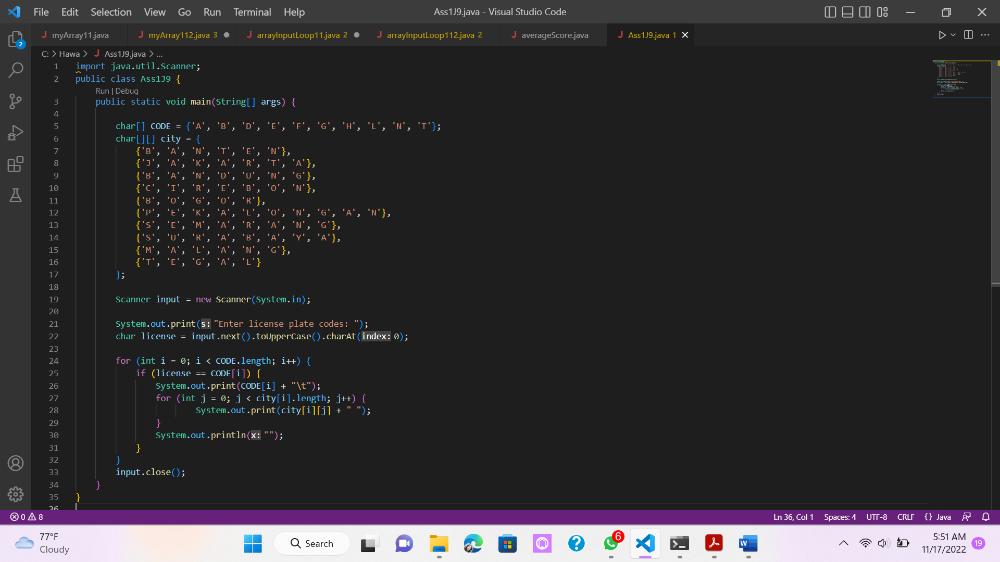 File Edit Selection View Go Run Terminal Help Ass1J9.java - Visual Studio Code
myArray11.java myArray112.java 3 arrayInputLoop11.java 2 arrayInputLoop112.java 2 averageScore.java Ass1J9.java 1
C: > Hawa > Ass1J9.java > ...
2
1 import java.util.Scanner;
2 public class Ass1J9 {
Run | Debug
3 public static void main(String[] args) {
4
5 char[] CODE = {'A', 'B', 'D', 'E', 'F', 'G', 'H', 'L', 'N', 'T'};
6 char[][] city = {
7 {'B', 'A', 'N', 'T', 'E', 'N'},
8 {'J', 'A', 'K', 'A', 'R', 'T', 'A'},
9 {'B', 'A', 'N', 'D', 'U', 'N', 'G'},
10 {'C', 'I', 'R', 'E', 'B', 'O', 'N'},
11 {'B', 'O', 'G', 'O', 'R'},
12 {'P', 'E', 'K', 'A', 'L', 'O', 'N', 'G', 'A', 'N'},
13 {'S', 'E', 'M', 'A', 'R', 'A', 'N', 'G'},
14 {'S', 'U', 'R', 'A', 'B', 'A', 'Y', 'A'},
15 {'M', 'A', 'L', 'A', 'N', 'G'},
16 {'T', 'E', 'G', 'A', 'L'}
17 };
18
19 Scanner input = new Scanner(System.in);
20
21 System.out.print(s: "Enter license plate codes: ");
22 char license = input.next().toUpperCase().charAt(index: 0);
23
24 for (int i = 0; i < CODE.length; i++) {
25 if (license == CODE[i]) {
26 System.out.print(CODE[i] + "\t");
27 for (int j = 0; j < city[i].length; j++) {
28 System.out.print(city[i][j] + " ");
29 }
30 System.out.println(x: "");
31 }
32 }
33 input.close();
34 }
35 }
36
0 8 Ln 36, Col 1 Spaces: 4 UTF-8 CRLF {} Java
77°F
Cloudy
Search
6
5:51 AM
11/17/2022
19